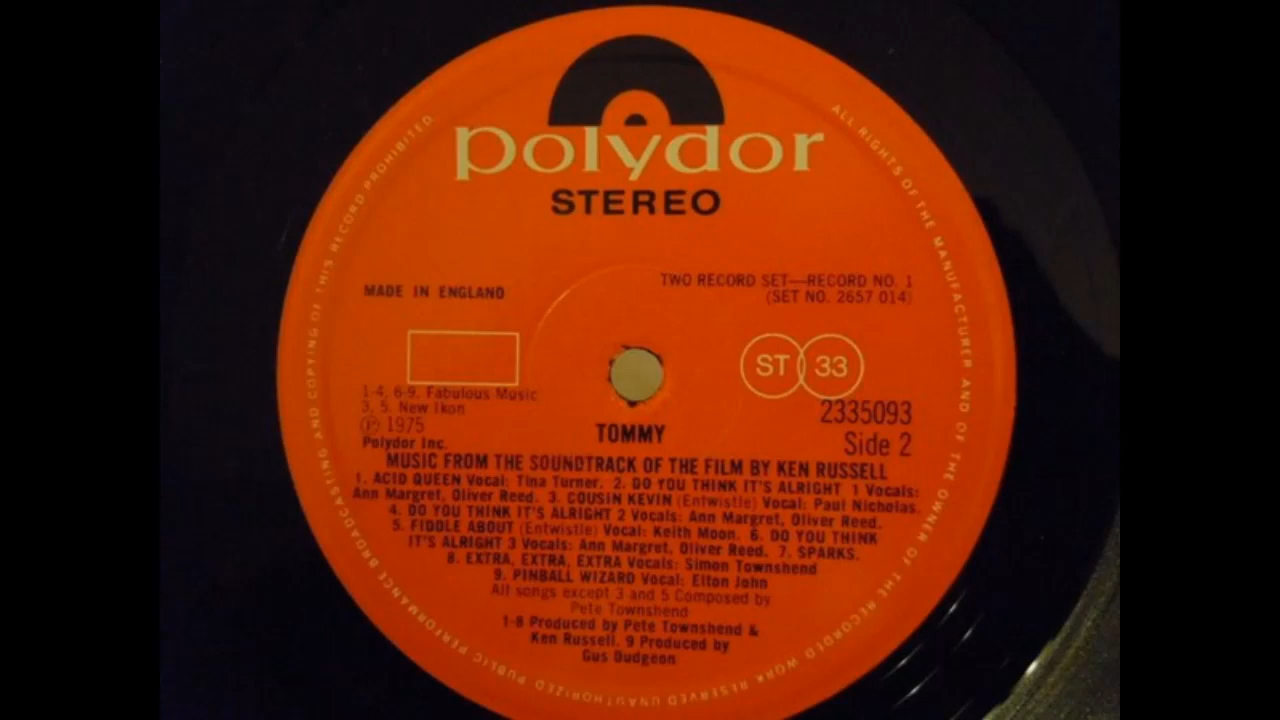 polydor
STEREO
MADE IN ENGLAND
TWO RECORD SET—RECORD NO. 1
(SET NO. 2657 014)
ST 33
1-4, 6-9. Fabulous Music
3, 5. New Ikon
Ⓟ 1975
Polydor Inc.
2335093
Side 2
TOMMY
MUSIC FROM THE SOUNDTRACK OF THE FILM BY KEN RUSSELL
1. ACID QUEEN Vocal: Tina Turner. 2. DO YOU THINK IT'S ALRIGHT 1 Vocals:
Ann Margret, Oliver Reed. 3. COUSIN KEVIN (Entwistle) Vocal: Paul Nicholas.
4. DO YOU THINK IT'S ALRIGHT 2 Vocals: Ann Margret, Oliver Reed.
5. FIDDLE ABOUT (Entwistle) Vocal: Keith Moon. 6. DO YOU THINK
IT'S ALRIGHT 3 Vocals: Ann Margret, Oliver Reed. 7. SPARKS.
8. EXTRA, EXTRA, EXTRA Vocals: Simon Townshend
9. PINBALL WIZARD Vocal: Elton John
All songs except 3 and 5 Composed by
Pete Townshend
1-8 Produced by Pete Townshend &
Ken Russell. 9 Produced by
Gus Dudgeon
ALL RIGHTS OF THE MANUFACTURER AND OF THE OWNER OF THE RECORDED WORK RESERVED UNAUTHORIZED PUBLIC PERFORMANCE BROADCASTING AND COPYING OF THIS RECORD PROHIBITED